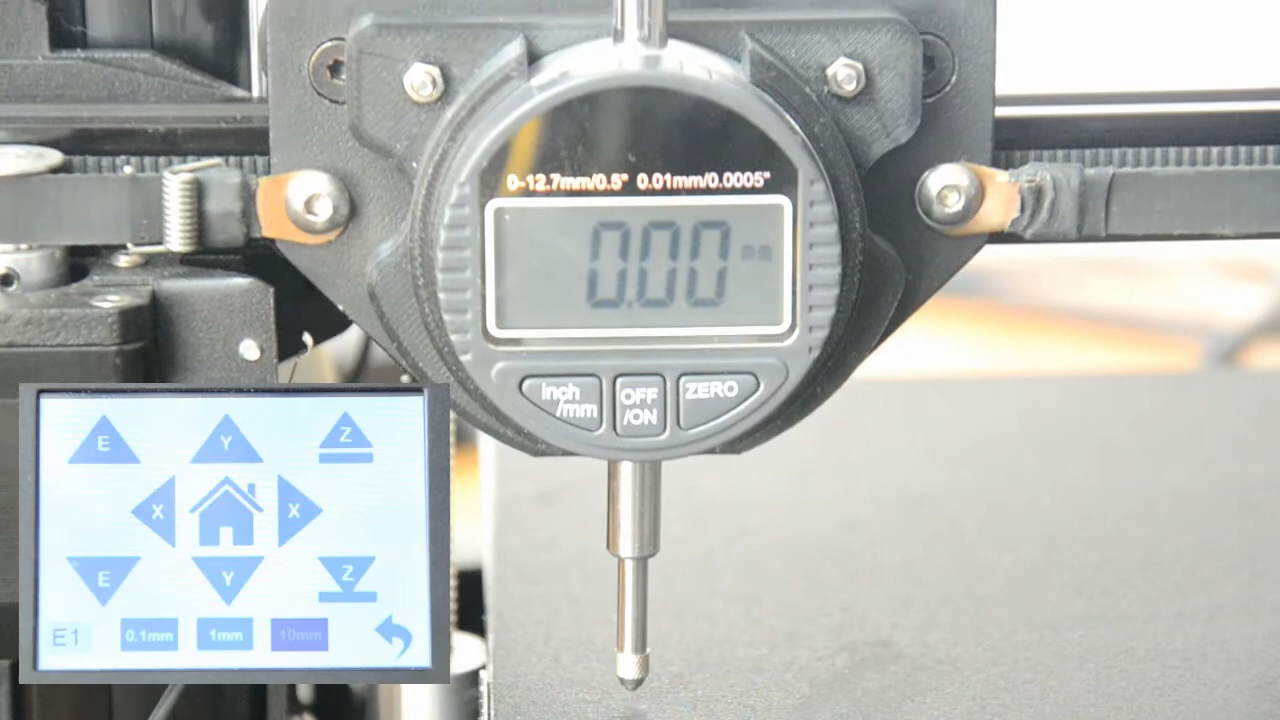 0-12.7mm/0.5" 0.01mm/0.0005"
0.00 mm
inch
/mm
OFF
/ON
ZERO
E Y Z
X X
E Y Z
E1 0.1mm 1mm 10mm